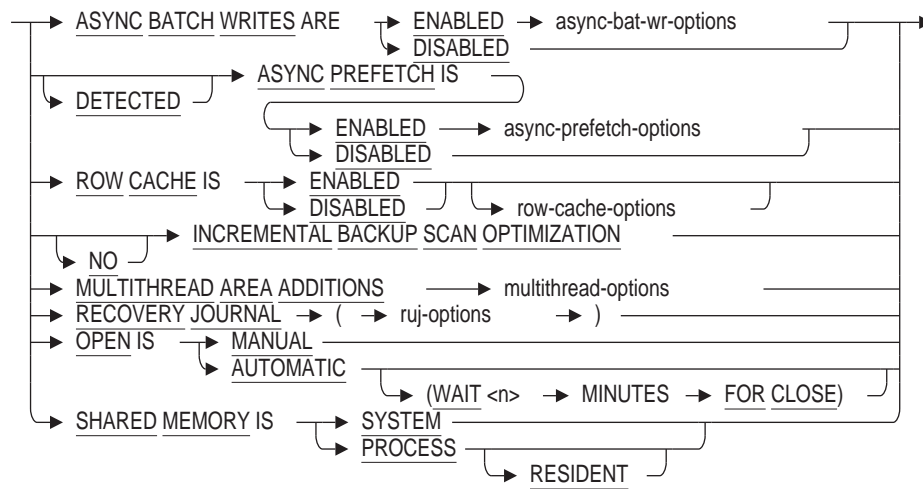 ASYNC BATCH WRITES ARE ENABLED async-bat-wr-options
DISABLED
ASYNC PREFETCH IS
DETECTED
ENABLED async-prefetch-options
DISABLED
ROW CACHE IS ENABLED
DISABLED row-cache-options
INCREMENTAL BACKUP SCAN OPTIMIZATION
NO
MULTITHREAD AREA ADDITIONS multithread-options
RECOVERY JOURNAL ( ruj-options )
OPEN IS MANUAL
AUTOMATIC
(WAIT <n> MINUTES FOR CLOSE)
SHARED MEMORY IS SYSTEM
PROCESS
RESIDENT